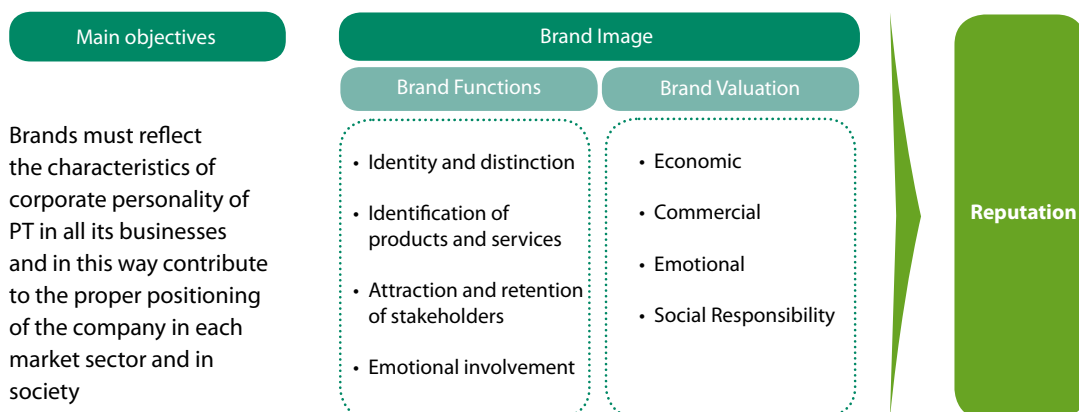 Main objectives
Brands must reflect
the characteristics of
corporate personality of
PT in all its businesses
and in this way contribute
to the proper positioning
of the company in each
market sector and in
society
Brand Image
Brand Functions
• Identity and distinction
• Identification of
products and services
• Attraction and retention
of stakeholders
• Emotional involvement
Brand Valuation
• Economic
• Commercial
• Emotional
• Social Responsibility
Reputation